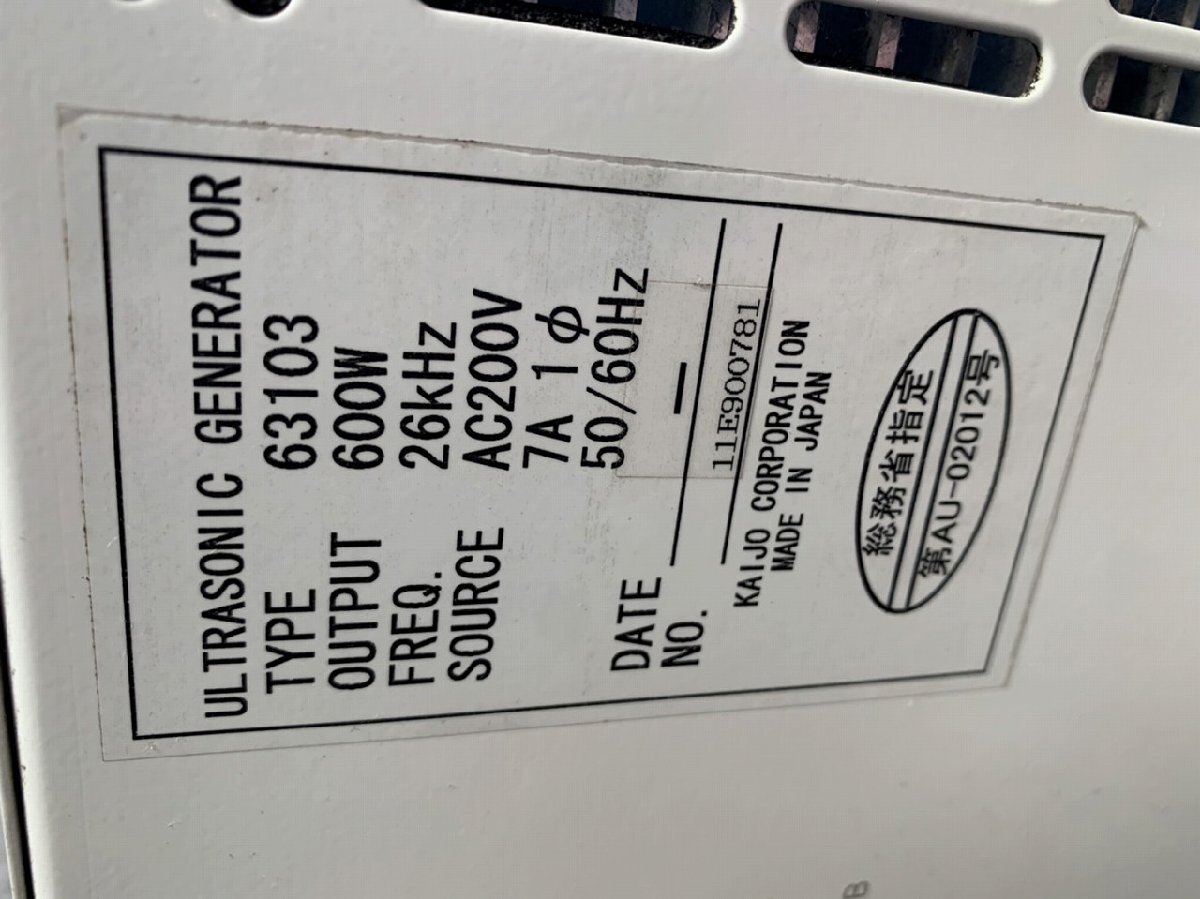 ULTRASONIC GENERATOR
TYPE 63103
OUTPUT 600W
FREQ. 26kHz
SOURCE AC200V
7A 1φ
50/60Hz
DATE —
NO. 11E900781
KAIJO CORPORATION
MADE IN JAPAN
総務省指定
第AU-02012号
B